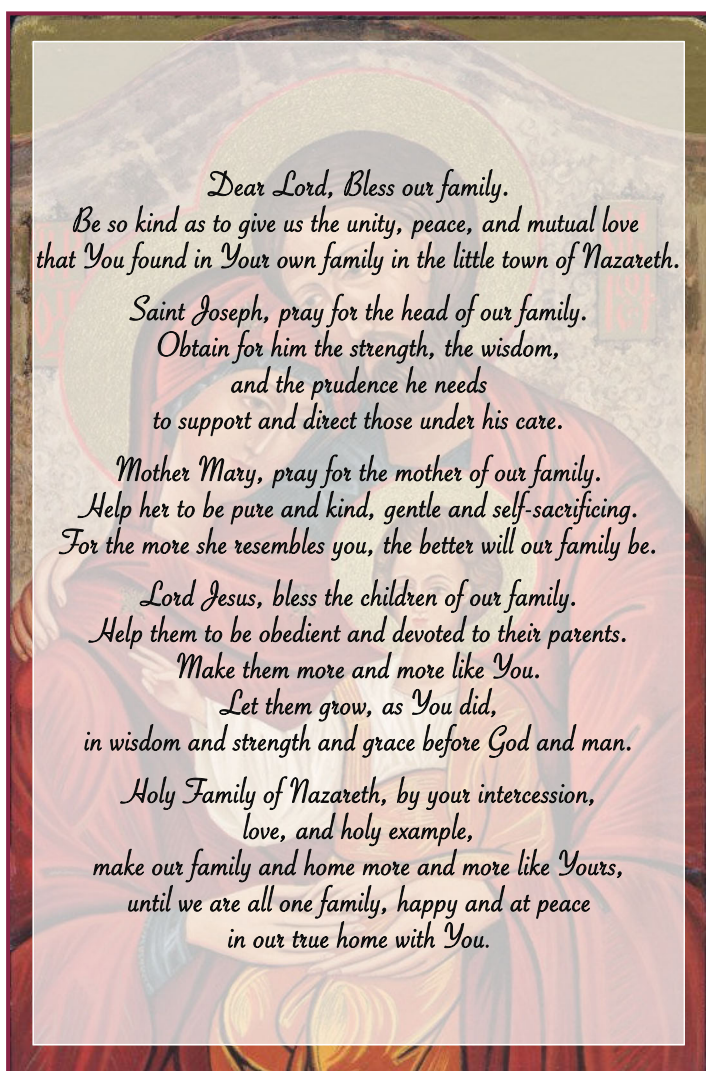 Dear Lord, Bless our family.
Be so kind as to give us the unity, peace, and mutual love
that You found in Your own family in the little town of Nazareth.
Saint Joseph, pray for the head of our family.
Obtain for him the strength, the wisdom,
and the prudence he needs
to support and direct those under his care.
Mother Mary, pray for the mother of our family.
Help her to be pure and kind, gentle and self-sacrificing.
For the more she resembles you, the better will our family be.
Lord Jesus, bless the children of our family.
Help them to be obedient and devoted to their parents.
Make them more and more like You.
Let them grow, as You did,
in wisdom and strength and grace before God and man.
Holy Family of Nazareth, by your intercession,
love, and holy example,
make our family and home more and more like Yours,
until we are all one family, happy and at peace
in our true home with You.